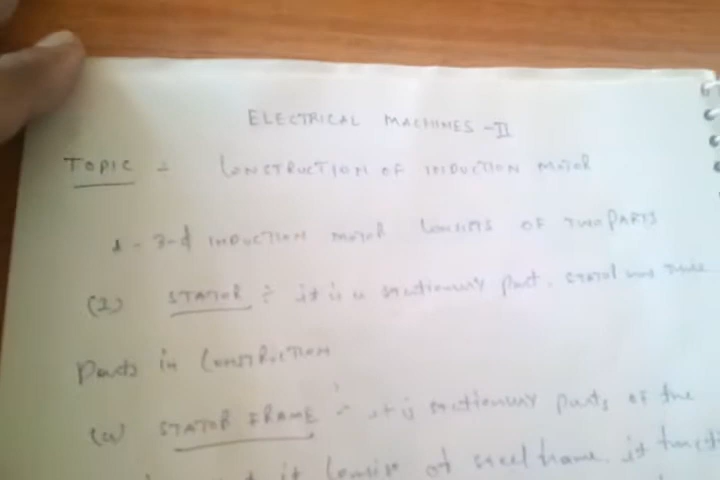 ELECTRICAL MACHINES - II
TOPIC :- CONSTRUCTION OF INDUCTION MOTOR
A - 3-ɸ INDUCTION MOTOR CONSISTS OF TWO PARTS
(1) STATOR :- it is a stationary part. stator has three
Parts in CONSTRUCTION
(a) STATOR FRAME :- it is stationary parts of the
it consist of steel frame. it